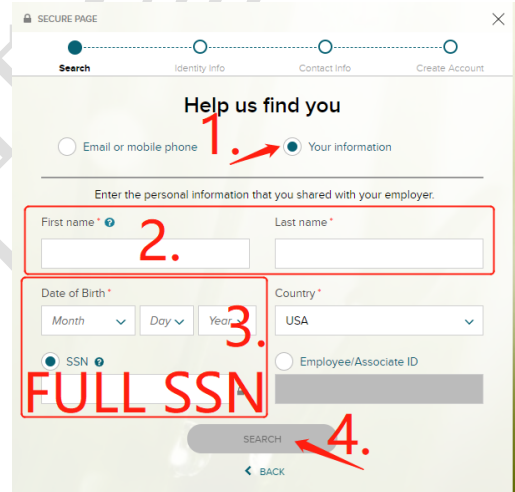 SECURE PAGE
Search Identity Info Contact Info Create Account
Help us find you
1.
Email or mobile phone Your information
Enter the personal information that you shared with your employer.
First name * Last name *
2.
Date of Birth * Country *
Month Day Year USA
3.
SSN Employee/Associate ID
FULL SSN
SEARCH 4.
BACK